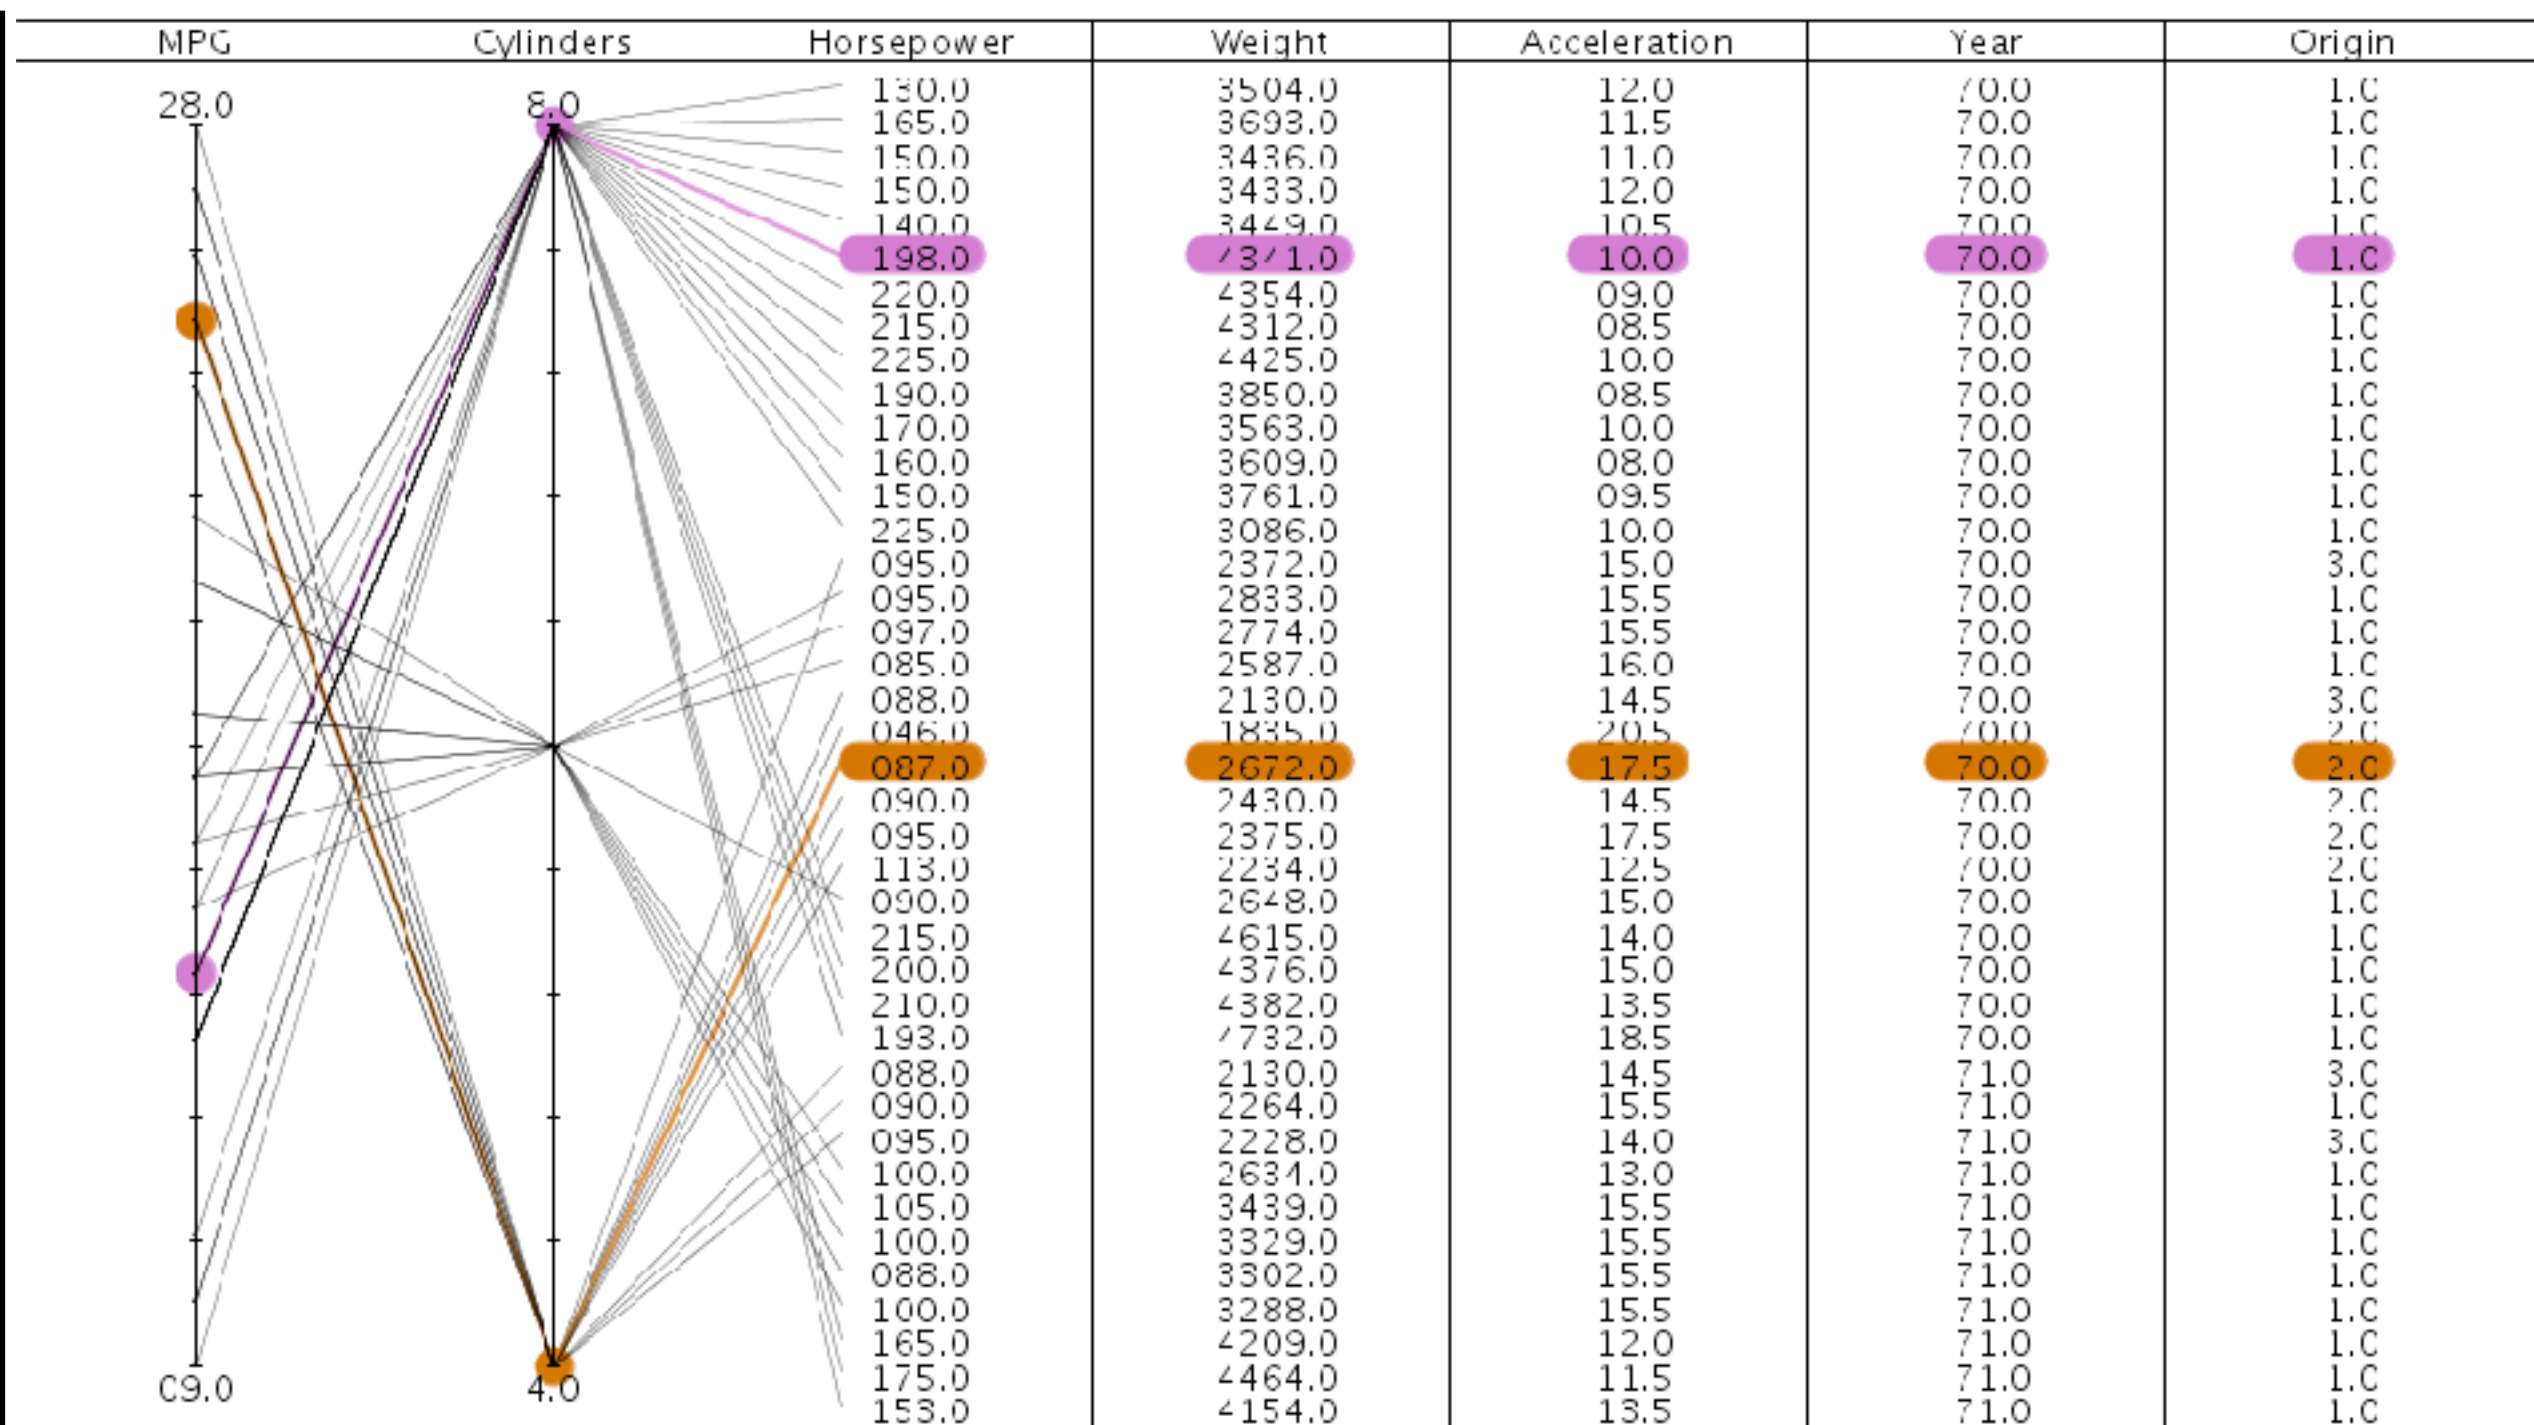 MPG Cylinders Horsepower Weight Acceleration Year Origin
28.0 8.0
130.0 3504.0 12.0 70.0 1.0
165.0 3693.0 11.5 70.0 1.0
150.0 3436.0 11.0 70.0 1.0
150.0 3433.0 12.0 70.0 1.0
140.0 3449.0 10.5 70.0 1.0
198.0 4341.0 10.0 70.0 1.0
220.0 4354.0 09.0 70.0 1.0
215.0 4312.0 08.5 70.0 1.0
225.0 4425.0 10.0 70.0 1.0
190.0 3850.0 08.5 70.0 1.0
170.0 3563.0 10.0 70.0 1.0
160.0 3609.0 08.0 70.0 1.0
150.0 3761.0 09.5 70.0 1.0
225.0 3086.0 10.0 70.0 1.0
095.0 2372.0 15.0 70.0 3.0
095.0 2833.0 15.5 70.0 1.0
097.0 2774.0 15.5 70.0 1.0
085.0 2587.0 16.0 70.0 1.0
088.0 2130.0 14.5 70.0 3.0
046.0 1835.0 20.5 70.0 2.0
087.0 2672.0 17.5 70.0 2.0
090.0 2430.0 14.5 70.0 2.0
095.0 2375.0 17.5 70.0 2.0
113.0 2234.0 12.5 70.0 2.0
090.0 2648.0 15.0 70.0 1.0
215.0 4615.0 14.0 70.0 1.0
200.0 4376.0 15.0 70.0 1.0
210.0 4382.0 13.5 70.0 1.0
193.0 4732.0 18.5 70.0 1.0
088.0 2130.0 14.5 71.0 3.0
090.0 2264.0 15.5 71.0 1.0
095.0 2228.0 14.0 71.0 3.0
100.0 2634.0 13.0 71.0 1.0
105.0 3439.0 15.5 71.0 1.0
100.0 3329.0 15.5 71.0 1.0
088.0 3302.0 15.5 71.0 1.0
100.0 3288.0 15.5 71.0 1.0
165.0 4209.0 12.0 71.0 1.0
175.0 4464.0 11.5 71.0 1.0
09.0 4.0
153.0 4154.0 13.5 71.0 1.0